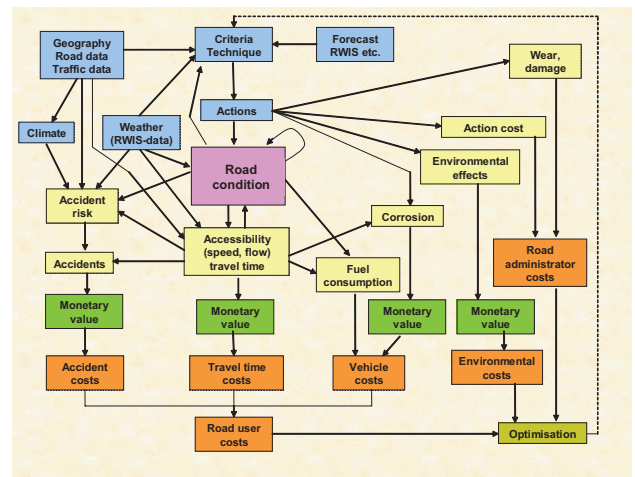 Geography
Road data
Traffic data
Criteria
Technique
Forecast
RWIS etc.
Wear,
damage
Climate
Weather
(RWIS-data)
Actions
Action cost
Environmental
effects
Road
condition
Accident
risk
Corrosion
Accessibility
(speed, flow)
travel time
Accidents
Fuel
consumption
Road
administrator
costs
Monetary
value
Monetary
value
Monetary
value
Monetary
value
Accident
costs
Travel time
costs
Vehicle
costs
Environmental
costs
Road user
costs
Optimisation